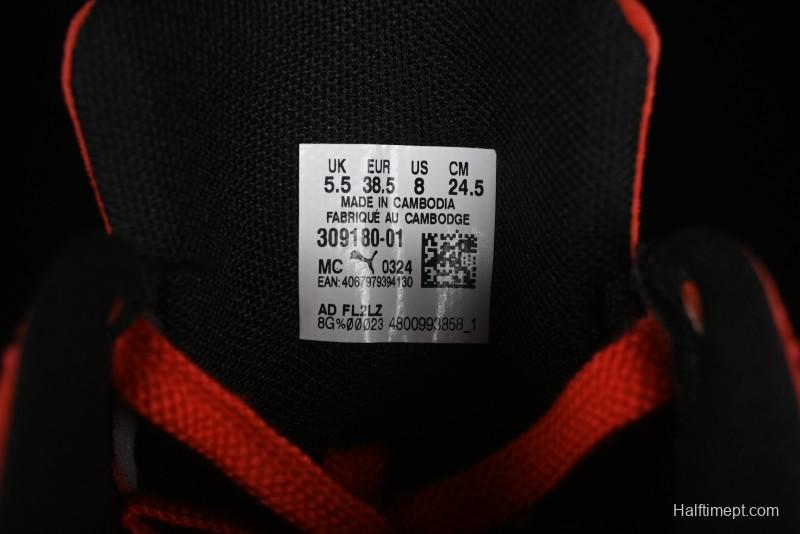 UK EUR US CM
5.5 38.5 8 24.5
MADE IN CAMBODIA
FABRIQUÉ AU CAMBODGE
309180-01
MC 0324
EAN: 4067979394130
AD FL2LZ
8G%00023 4800993858_1
Halftimept.com